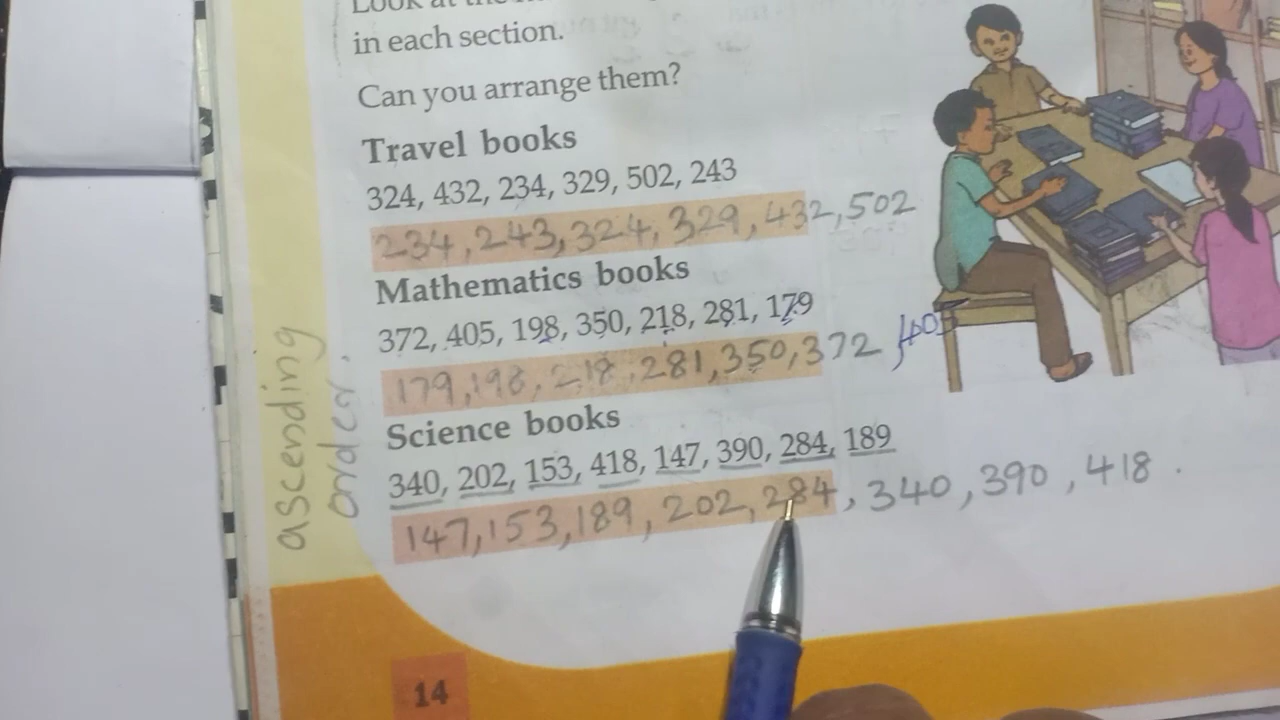 in each section.
Can you arrange them?
Travel books
324, 432, 234, 329, 502, 243
234, 243, 324, 329, 432, 502
Mathematics books
372, 405, 198, 350, 218, 281, 179
179, 198, 218, 281, 350, 372, 405
Science books
340, 202, 153, 418, 147, 390, 284, 189
147, 153, 189, 202, 284, 340, 390, 418.
ascending
order.
14